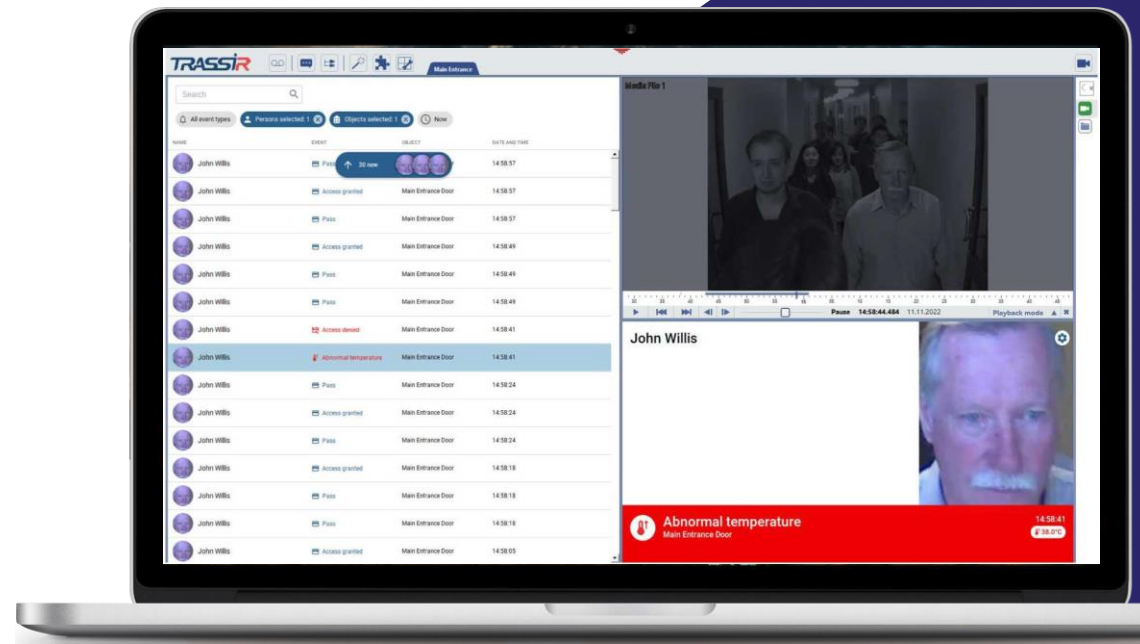 TRASSIR
Main Entrance
Search
All event types
Persons selected: 1
Objects selected: 1
Now
NAME
EVENT
OBJECT
DATE AND TIME
John Willis
30 new
14:58:57
John Willis Access granted Main Entrance Door 14:58:57
John Willis Pass Main Entrance Door 14:58:57
John Willis Access granted Main Entrance Door 14:58:49
John Willis Pass Main Entrance Door 14:58:49
John Willis Pass Main Entrance Door 14:58:49
John Willis Access denied Main Entrance Door 14:58:41
John Willis Abnormal temperature Main Entrance Door 14:58:41
John Willis Pass Main Entrance Door 14:58:24
John Willis Access granted Main Entrance Door 14:58:24
John Willis Pass Main Entrance Door 14:58:24
John Willis Access granted Main Entrance Door 14:58:18
John Willis Pass Main Entrance Door 14:58:18
John Willis Pass Main Entrance Door 14:58:18
John Willis Access granted Main Entrance Door 14:58:05
Pause 14:58:44.484 11.11.2022 Playback mode
John Willis
Abnormal temperature 14:58:41
Main Entrance Door 38.0°C